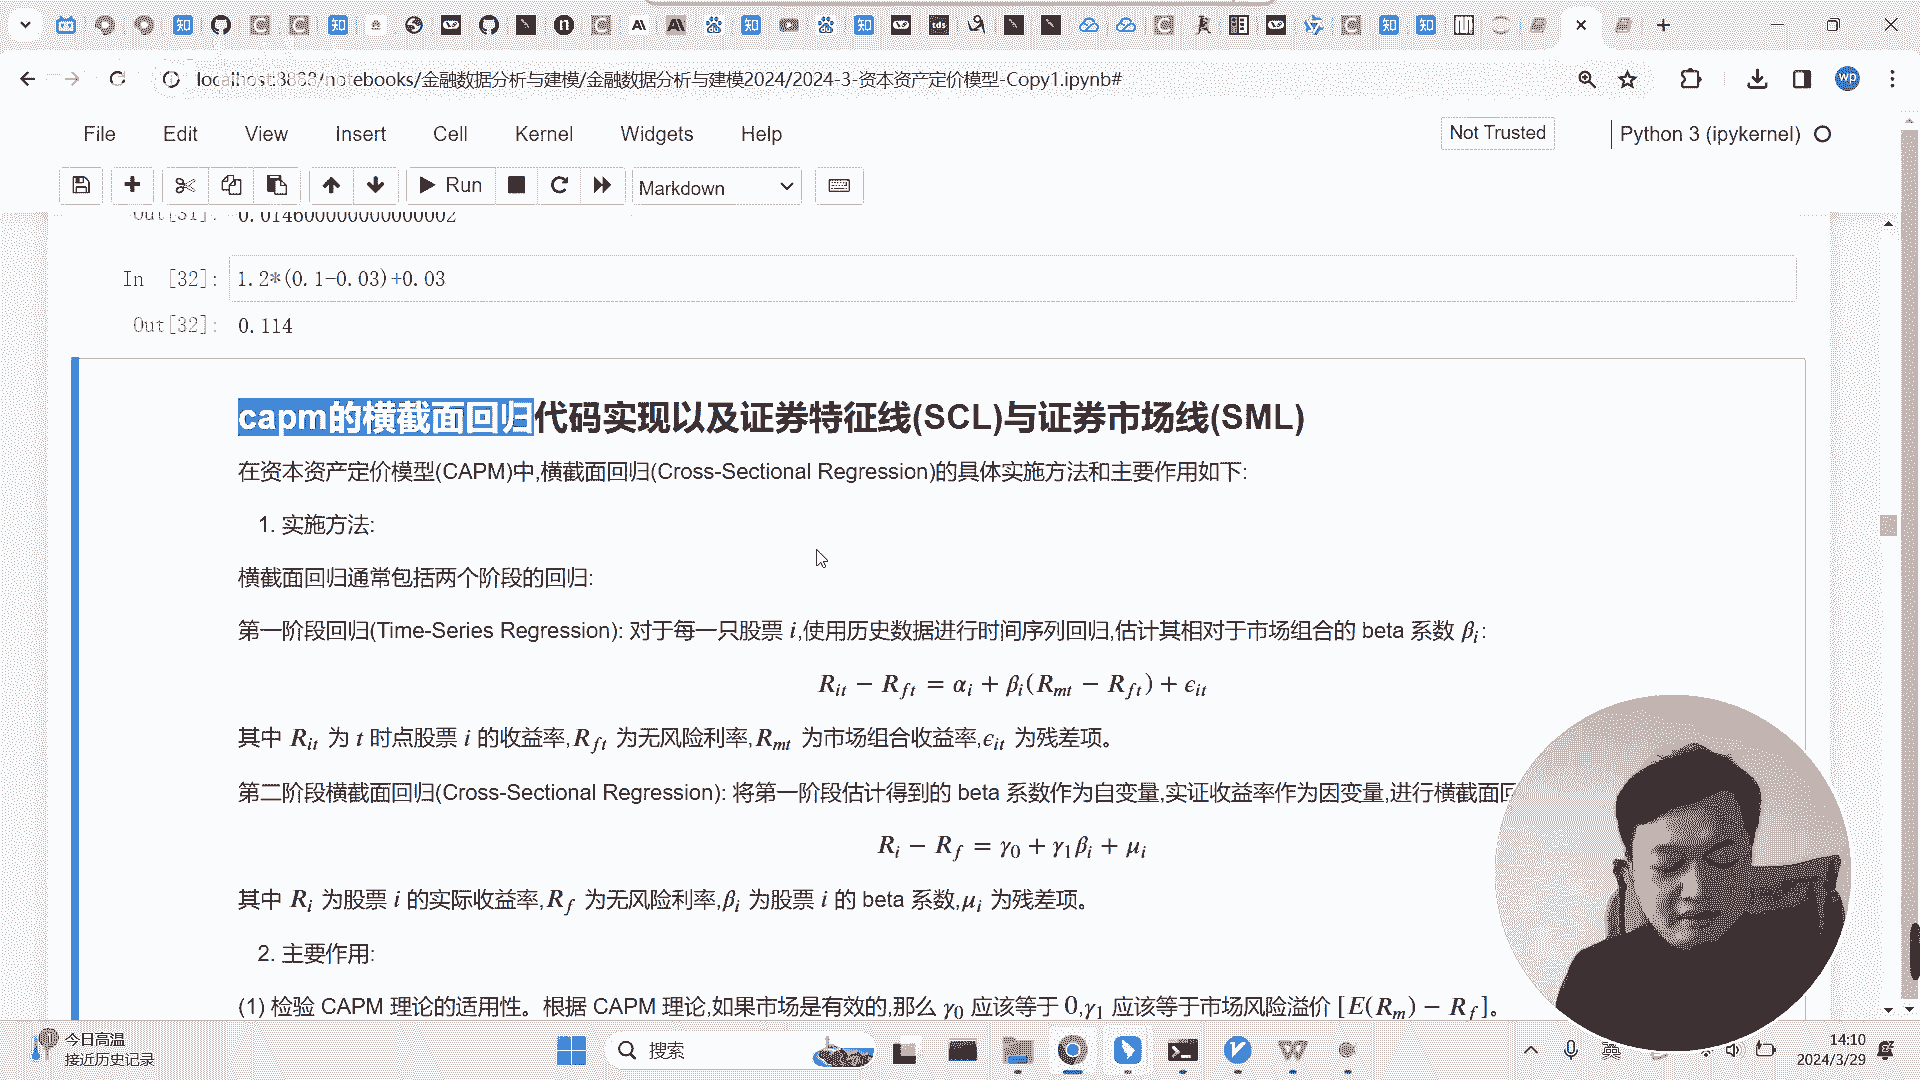 localhost:8888/notebooks/金融数据分析与建模/金融数据分析与建模2024/2024-3-资本资产定价模型-Copy1.ipynb#
wp
File Edit View Insert Cell Kernel Widgets Help Not Trusted Python 3 (ipykernel)
Run Markdown
Out[31]: 0.014600000000000002
In [32]: 1.2*(0.1-0.03)+0.03
Out[32]: 0.114
capm的横截面回归代码实现以及证券特征线(SCL)与证券市场线(SML)
在资本资产定价模型(CAPM)中,横截面回归(Cross-Sectional Regression)的具体实施方法和主要作用如下:
1. 实施方法:
横截面回归通常包括两个阶段的回归:
第一阶段回归(Time-Series Regression): 对于每一只股票 i,使用历史数据进行时间序列回归,估计其相对于市场组合的 beta 系数 βᵢ:
R_{it} − R_{ft} = α_i + β_i(R_{mt} − R_{ft}) + ϵ_{it}
其中 R_{it} 为 t 时点股票 i 的收益率,R_{ft} 为无风险利率,R_{mt} 为市场组合收益率,ϵ_{it} 为残差项。
第二阶段横截面回归(Cross-Sectional Regression): 将第一阶段估计得到的 beta 系数作为自变量,实证收益率作为因变量,进行横截面回
R_i − R_f = γ_0 + γ_1β_i + μ_i
其中 R_i 为股票 i 的实际收益率,R_f 为无风险利率,β_i 为股票 i 的 beta 系数,μ_i 为残差项。
2. 主要作用:
(1) 检验 CAPM 理论的适用性。根据 CAPM 理论,如果市场是有效的,那么 γ_0 应该等于 0,γ_1 应该等于市场风险溢价 [E(R_m) − R_f]。
今日高温
接近历史记录
搜索
英
14:10
2024/3/29